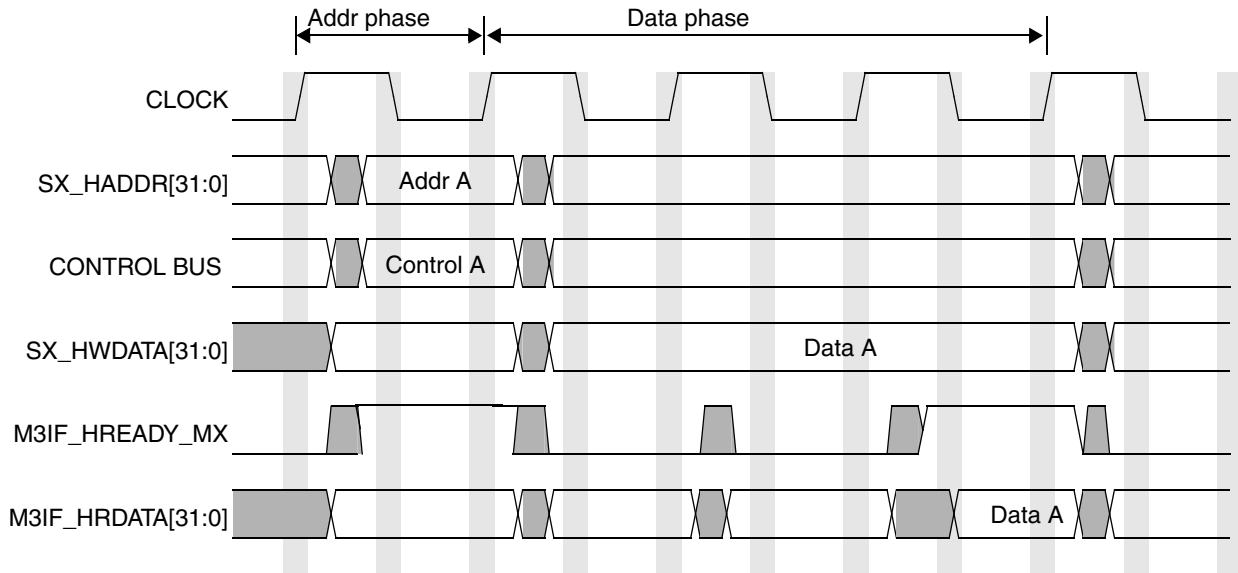 Addr phase
Data phase
CLOCK
SX_HADDR[31:0]
Addr A
CONTROL BUS
Control A
SX_HWDATA[31:0]
Data A
M3IF_HREADY_MX
M3IF_HRDATA[31:0]
Data A